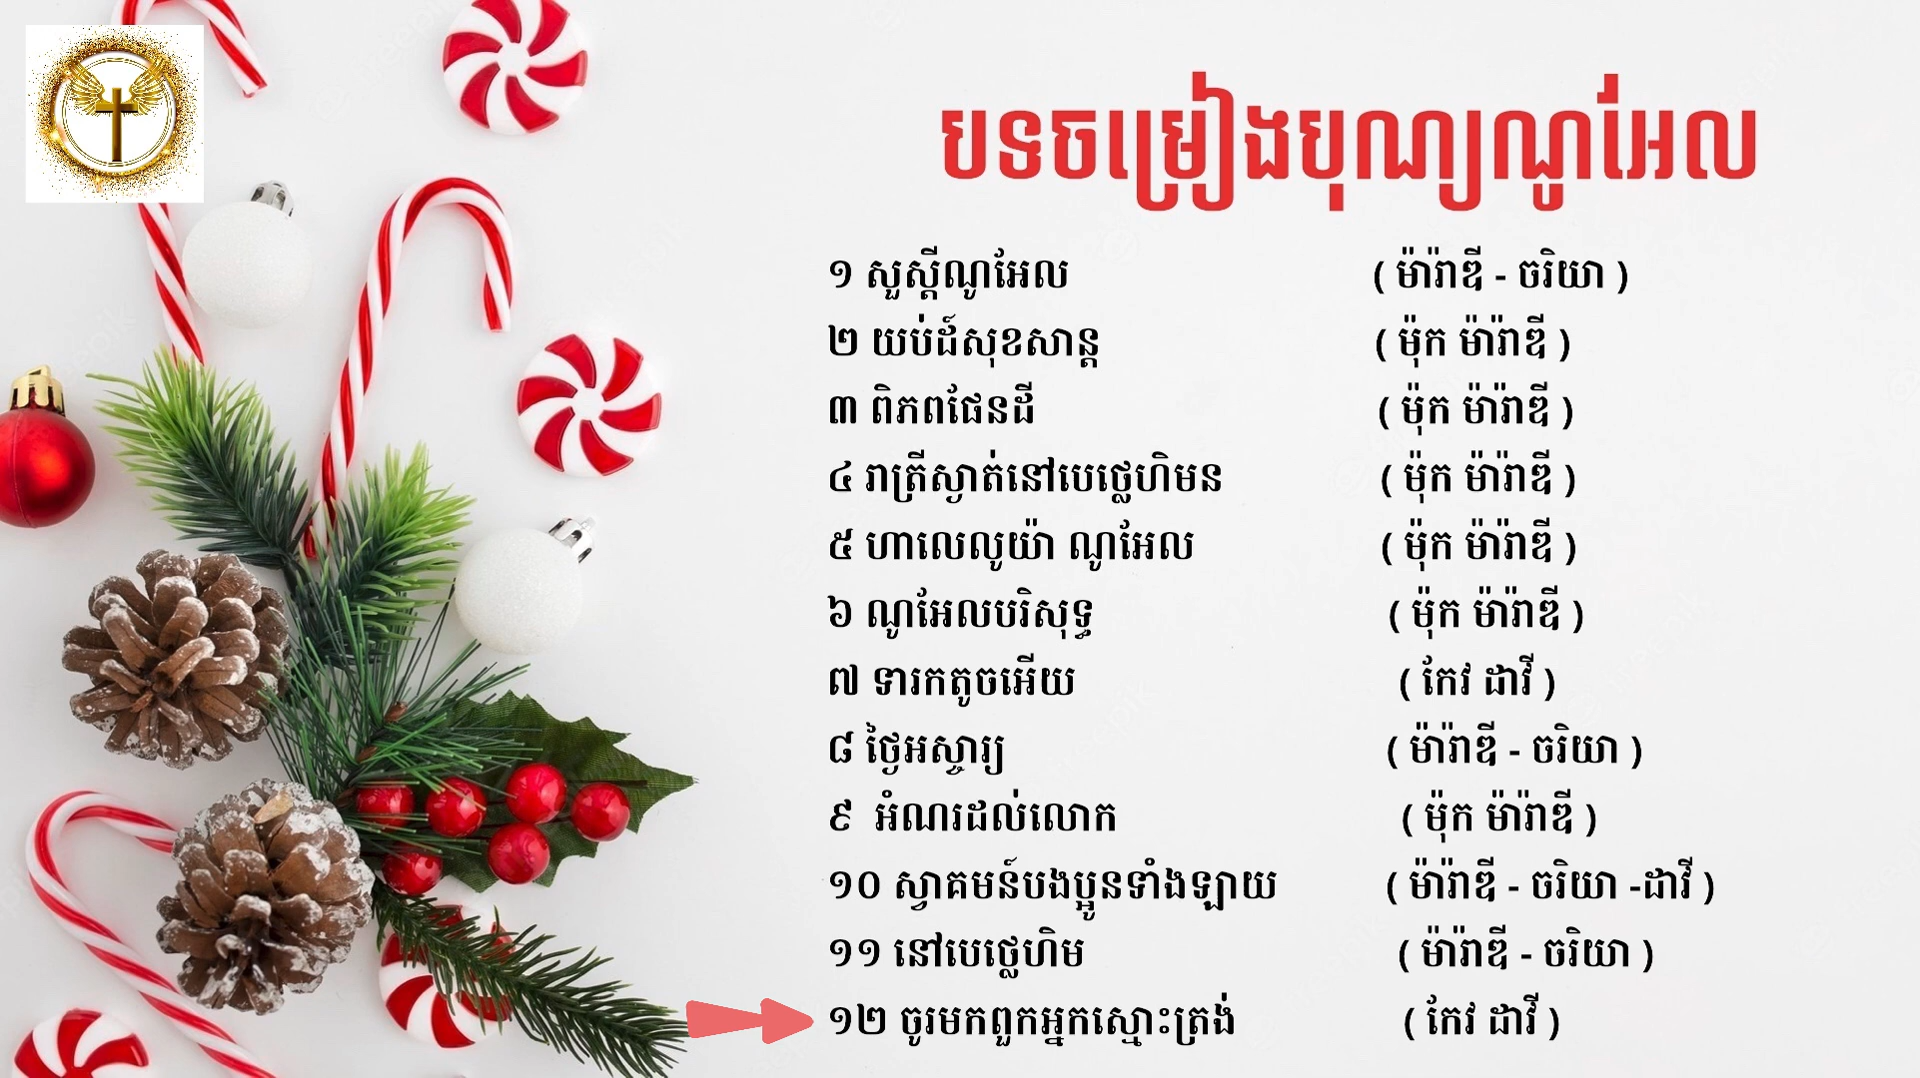 បទចម្រៀងបុណ្យណូអែល
១ សួស្តីណូអែល ( ម៉ារ៉ាឌី - ចរិយា )
២ យប់ដ៏សុខសាន្ត ( ម៉ុក ម៉ារ៉ាឌី )
៣ ពិភពផែនដី ( ម៉ុក ម៉ារ៉ាឌី )
៤ រាត្រីស្ងាត់នៅបេថ្លេហិមន ( ម៉ុក ម៉ារ៉ាឌី )
៥ ហាលេលូយ៉ា ណូអែល ( ម៉ុក ម៉ារ៉ាឌី )
៦ ណូអែលបរិសុទ្ធ ( ម៉ុក ម៉ារ៉ាឌី )
៧ ទារកតូចអើយ ( កែវ ដាវី )
៨ ថ្ងៃអស្ចារ្យ ( ម៉ារ៉ាឌី - ចរិយា )
៩ អំណរដល់លោក ( ម៉ុក ម៉ារ៉ាឌី )
១០ ស្វាគមន៍បងប្អូនទាំងឡាយ ( ម៉ារ៉ាឌី - ចរិយា -ដាវី )
១១ នៅបេថ្លេហិម ( ម៉ារ៉ាឌី - ចរិយា )
១២ ចូរមកពួកអ្នកស្មោះត្រង់ ( កែវ ដាវី )